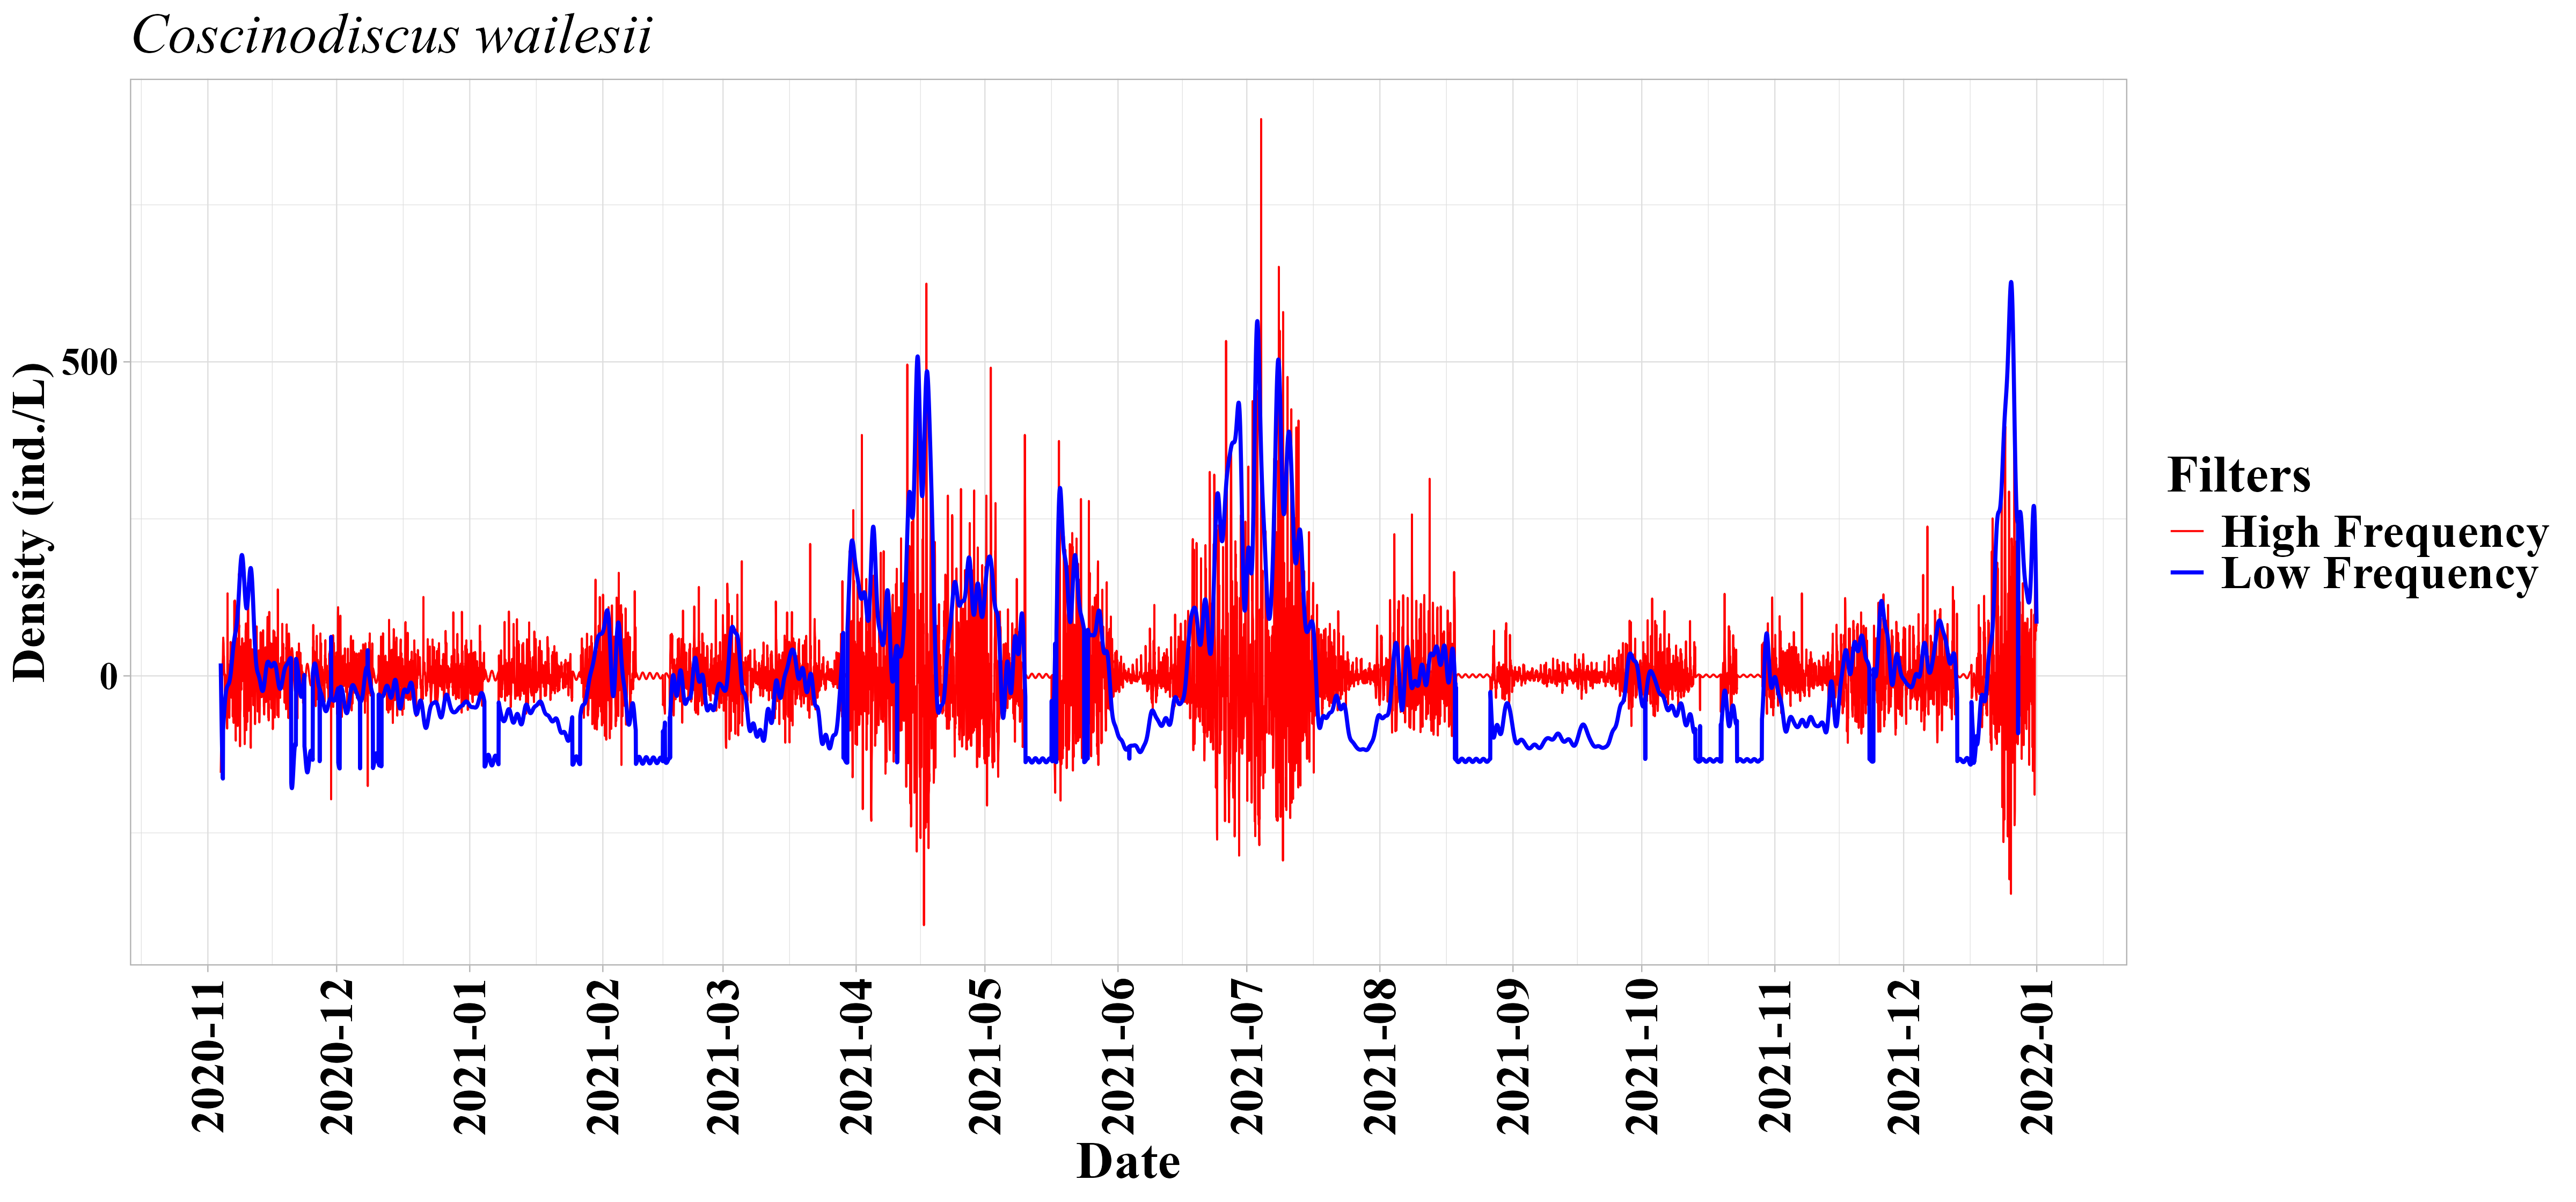 Coscinodiscus wailesii
Density (ind./L)
500
0
2020-11
2020-12
2021-01
2021-02
2021-03
2021-04
2021-05
2021-06
2021-07
2021-08
2021-09
2021-10
2021-11
2021-12
2022-01
Date
Filters
High Frequency
Low Frequency